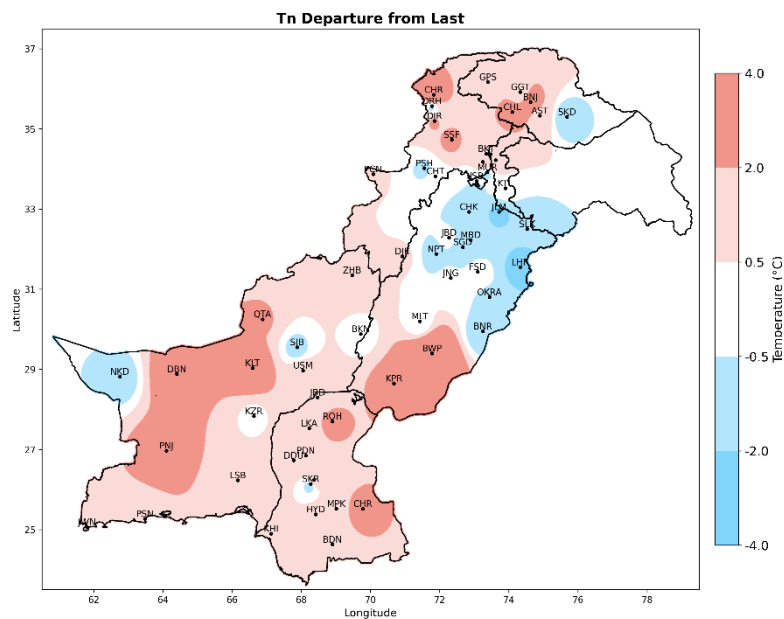 Tn Departure from Last
37
35
33
31
29
27
25
Latitude
62
64
66
68
70
72
74
76
78
Longitude
GPS
CHR
GGT
BNJ
DRH
CHL
AST
SKD
DIR
SSF
BKT
PSH
MUR
CHT
PCN
KTL
CHK
JLM
SLK
JBD
MBD
SGD
NPT
DIK
LHR
FSD
ZHB
JNG
OKRA
QTA
MLT
BNR
BKN
SIB
BWP
NKD
DBN
KLT
USM
KPR
JBD
KZR
ROH
LKA
PNJ
PDN
DDU
LSB
SKR
MPK
CHR
HYD
PSN
JWN
KHI
BDN
4.0
2.0
0.5
-0.5
-2.0
-4.0
Temperature (°C)